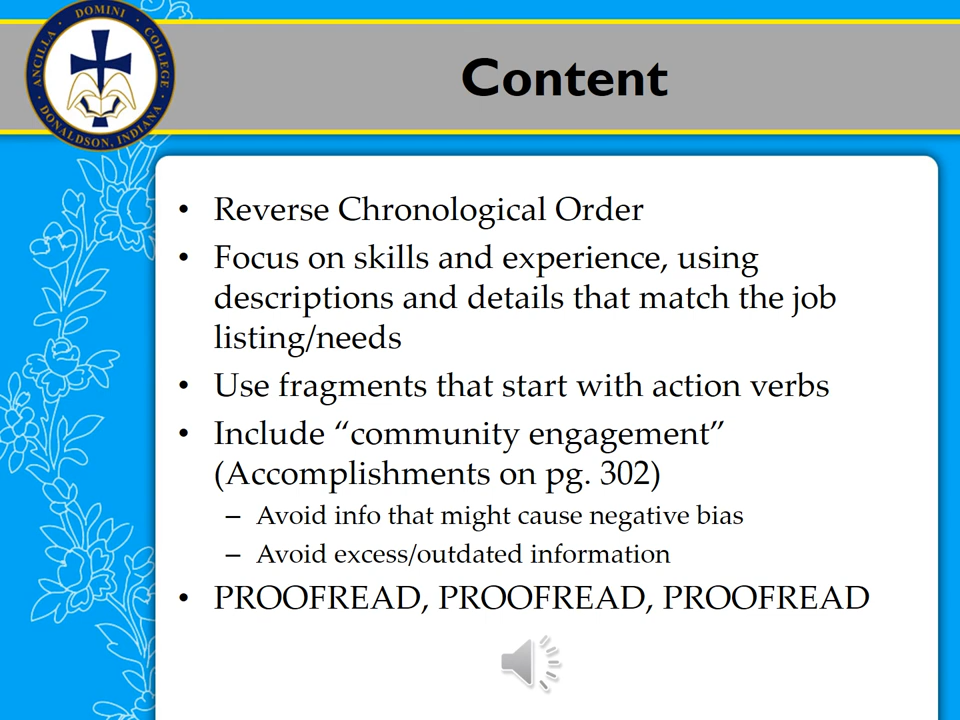 ANCILLA DOMINI COLLEGE
DONALDSON, INDIANA
Content
• Reverse Chronological Order
• Focus on skills and experience, using
descriptions and details that match the job
listing/needs
• Use fragments that start with action verbs
• Include “community engagement”
(Accomplishments on pg. 302)
– Avoid info that might cause negative bias
– Avoid excess/outdated information
• PROOFREAD, PROOFREAD, PROOFREAD